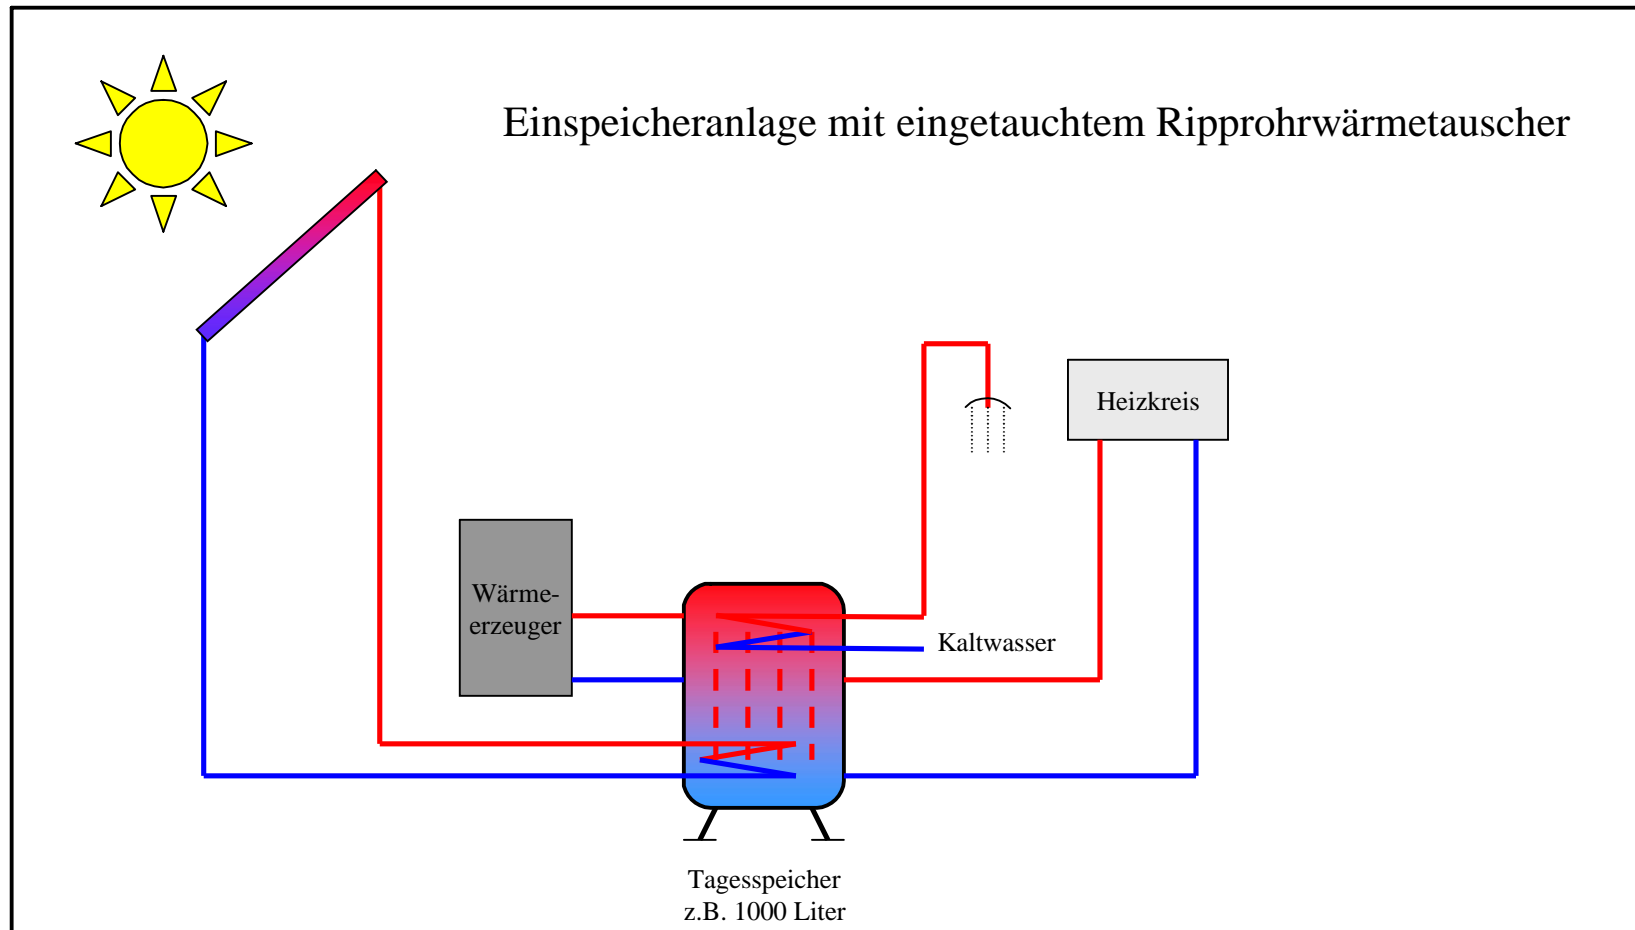 Einspeicheranlage mit eingetauchtem Ripprohrwärmetauscher
Heizkreis
Wärme-
erzeuger
Kaltwasser
Tagesspeicher
z.B. 1000 Liter